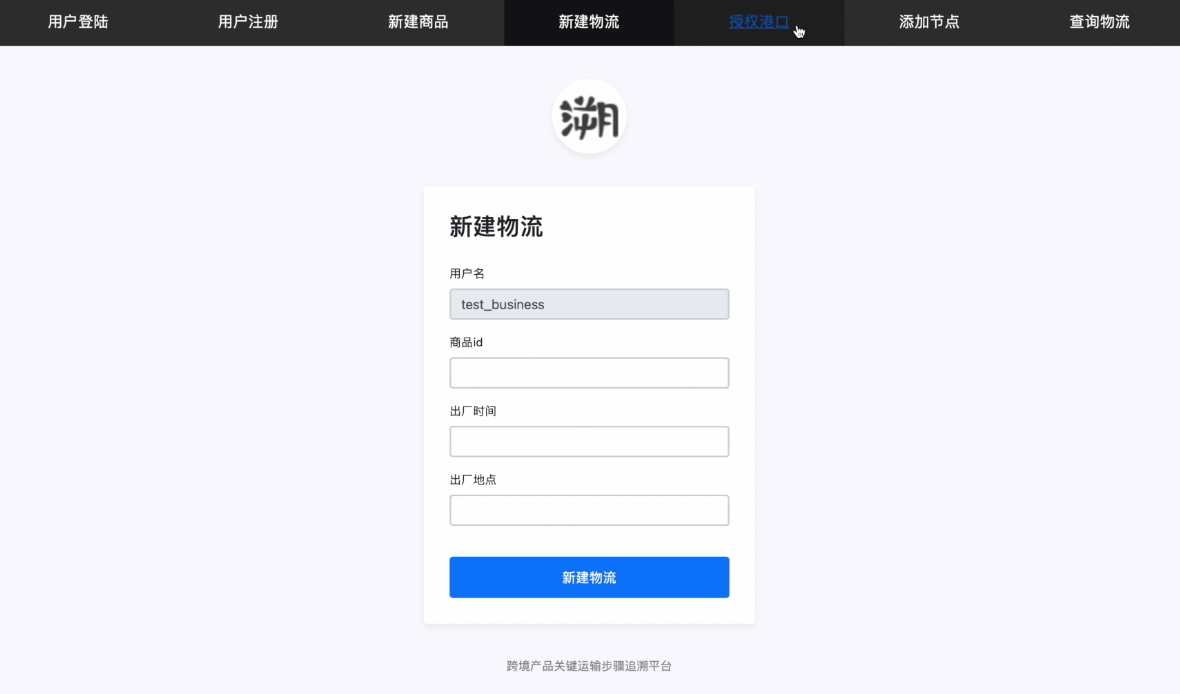 用户登陆 用户注册 新建商品 新建物流 授权港口 添加节点 查询物流
溯
新建物流
用户名
test_business
商品id
出厂时间
出厂地点
新建物流
跨境产品关键运输步骤追溯平台